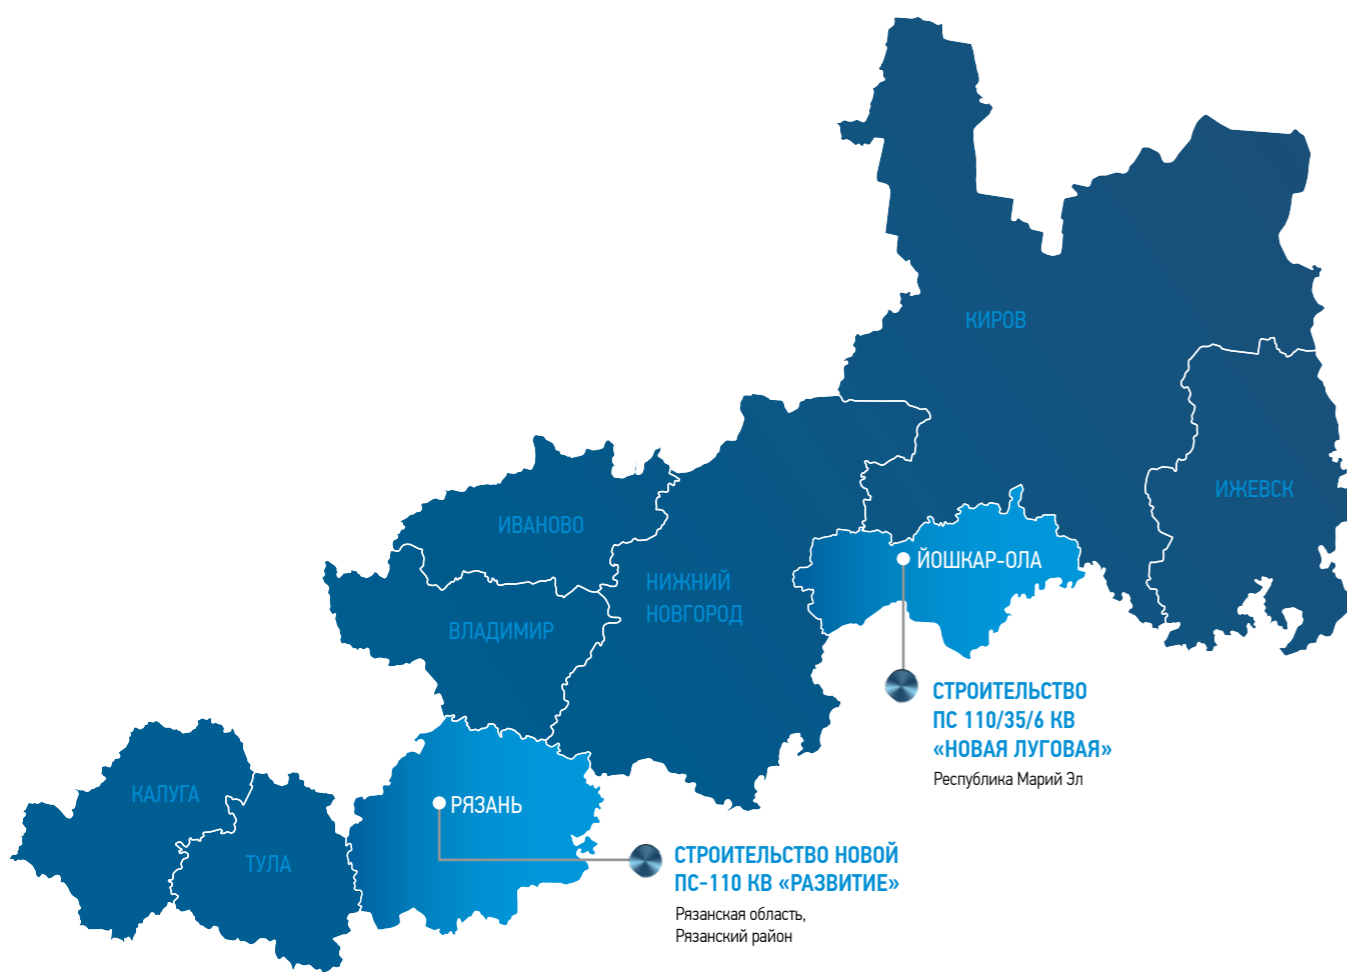 КИРОВ
ИЖЕВСК
ИВАНОВО
ЙОШКАР-ОЛА
НИЖНИЙ
НОВГОРОД
ВЛАДИМИР
СТРОИТЕЛЬСТВО
ПС 110/35/6 КВ
«НОВАЯ ЛУГОВАЯ»
Республика Марий Эл
КАЛУГА
РЯЗАНЬ
ТУЛА
СТРОИТЕЛЬСТВО НОВОЙ
ПС-110 КВ «РАЗВИТИЕ»
Рязанская область,
Рязанский район